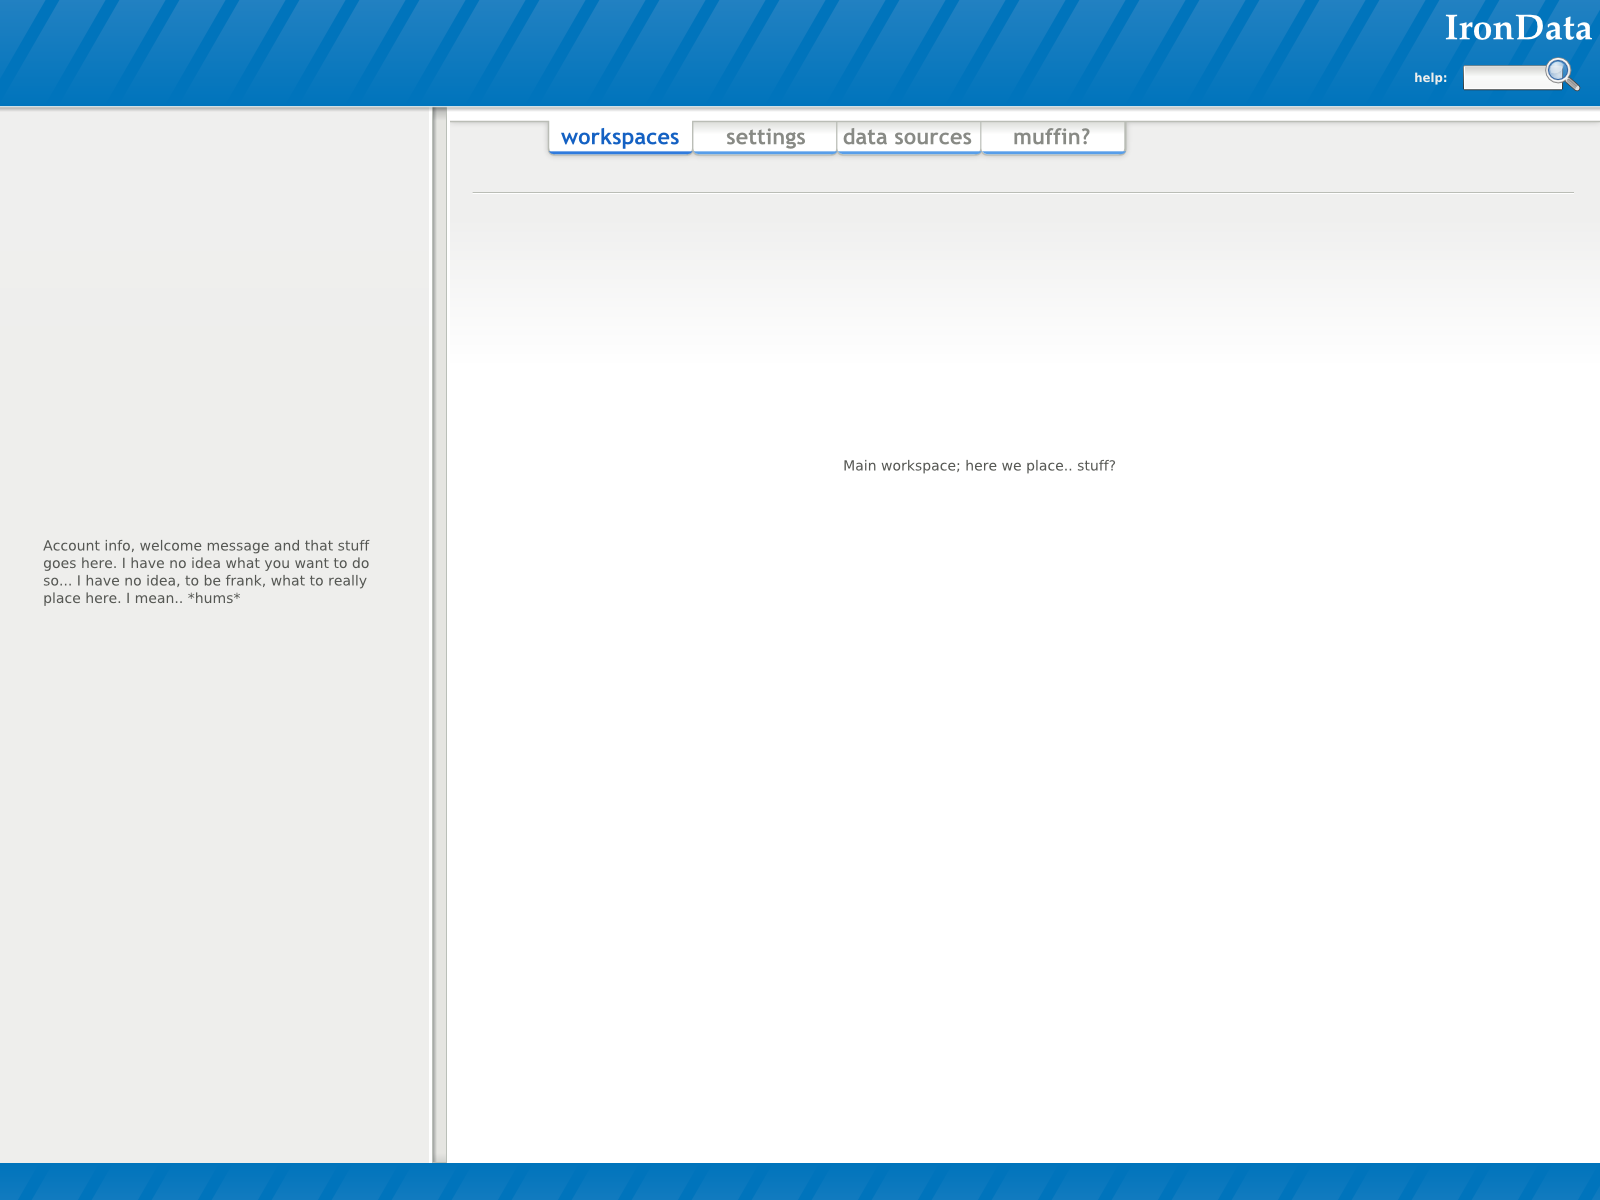 IronData
help:
workspaces settings data sources muffin?
Main workspace; here we place.. stuff?
Account info, welcome message and that stuff
goes here. I have no idea what you want to do
so... I have no idea, to be frank, what to really
place here. I mean.. *hums*